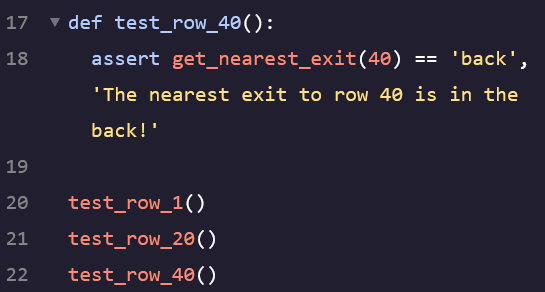 17 ▼ def test_row_40():
18 assert get_nearest_exit(40) == 'back',
'The nearest exit to row 40 is in the
back!'
19
20 test_row_1()
21 test_row_20()
22 test_row_40()